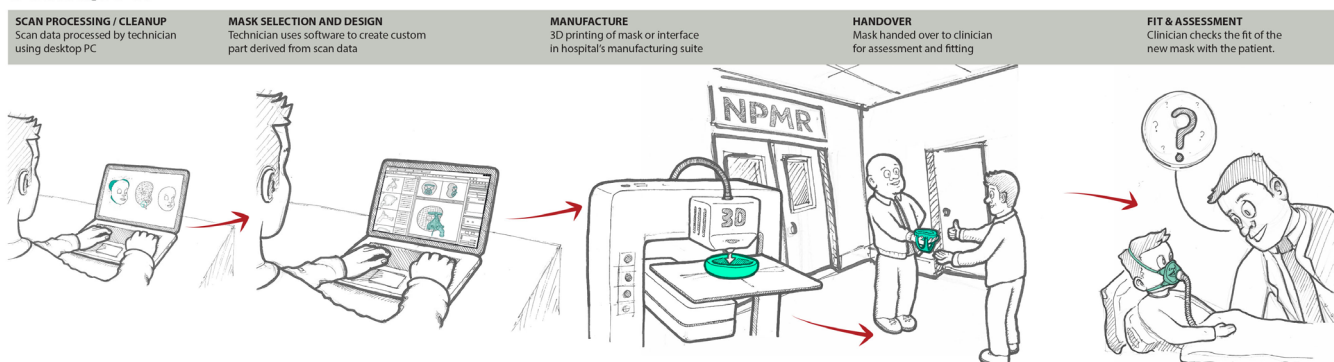 SCAN PROCESSING / CLEANUP
Scan data processed by technician
using desktop PC
MASK SELECTION AND DESIGN
Technician uses software to create custom
part derived from scan data
MANUFACTURE
3D printing of mask or interface
in hospital's manufacturing suite
HANDOVER
Mask handed over to clinician
for assessment and fitting
FIT & ASSESSMENT
Clinician checks the fit of the
new mask with the patient.
NPMR
3D
?
? ? ?